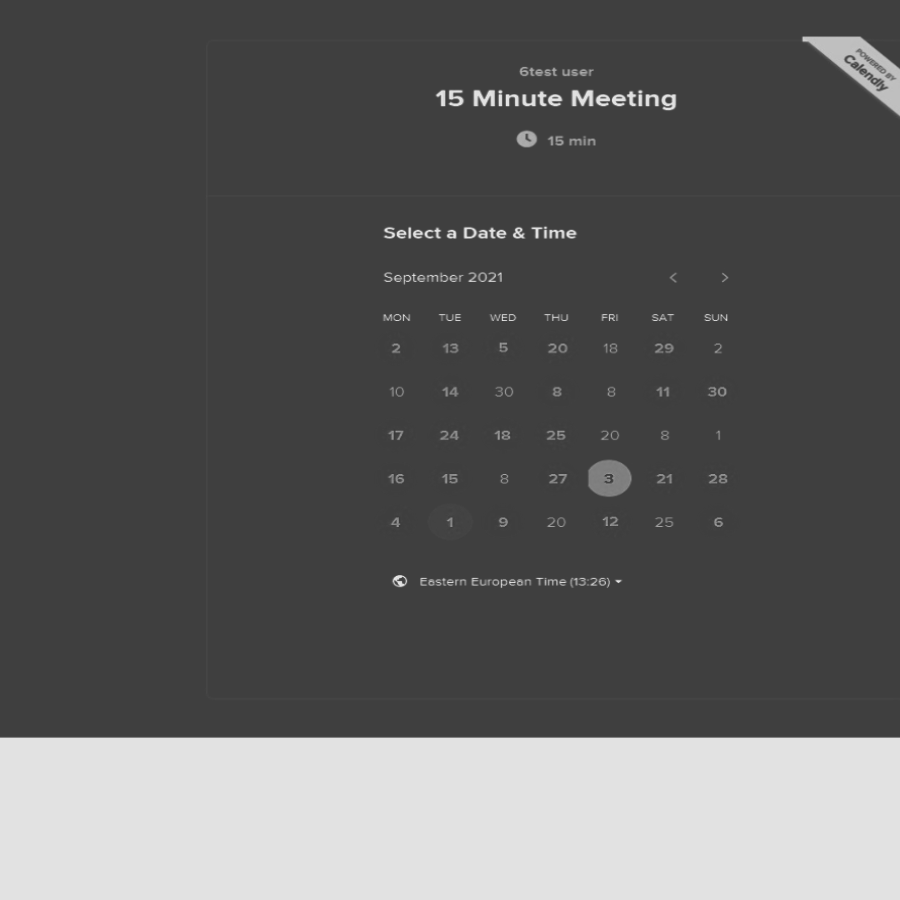 POWERED BY
Calendly
6test user
15 Minute Meeting
15 min
Select a Date & Time
September 2021
MON TUE WED THU FRI SAT SUN
2 13 5 20 18 29 2
10 14 30 8 8 11 30
17 24 18 25 20 8 1
16 15 8 27 3 21 28
4 1 9 20 12 25 6
Eastern European Time (13:26)